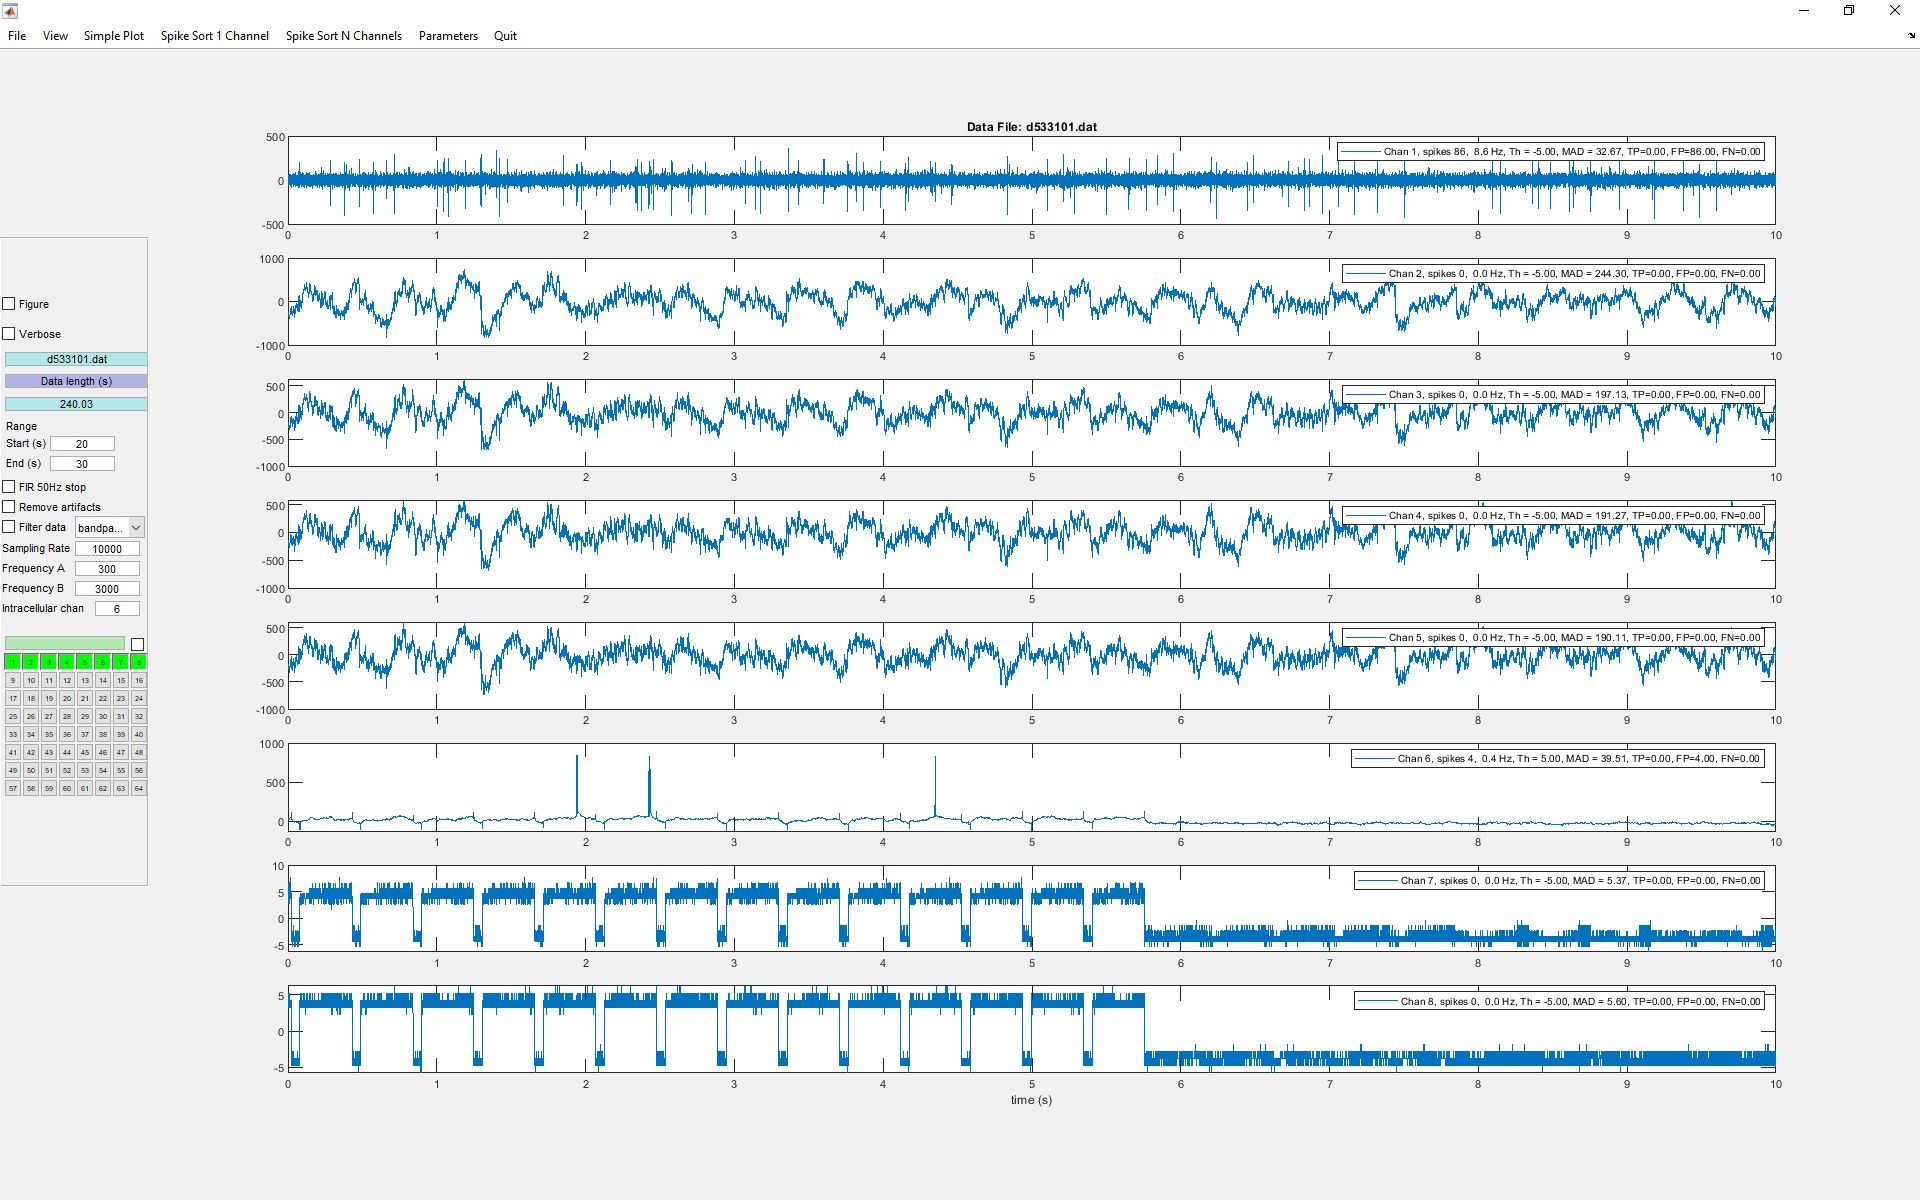 File View Simple Plot Spike Sort 1 Channel Spike Sort N Channels Parameters Quit
Data File: d533101.dat
500
0
-500
Chan 1, spikes 86, 8.6 Hz, Th = -5.00, MAD = 32.67, TP=0.00, FP=86.00, FN=0.00
0 1 2 3 4 5 6 7 8 9 10
1000
0
-1000
Chan 2, spikes 0, 0.0 Hz, Th = -5.00, MAD = 244.30, TP=0.00, FP=0.00, FN=0.00
0 1 2 3 4 5 6 7 8 9 10
500
0
-500
-1000
Chan 3, spikes 0, 0.0 Hz, Th = -5.00, MAD = 197.13, TP=0.00, FP=0.00, FN=0.00
0 1 2 3 4 5 6 7 8 9 10
500
0
-500
-1000
Chan 4, spikes 0, 0.0 Hz, Th = -5.00, MAD = 191.27, TP=0.00, FP=0.00, FN=0.00
0 1 2 3 4 5 6 7 8 9 10
500
0
-500
-1000
Chan 5, spikes 0, 0.0 Hz, Th = -5.00, MAD = 190.11, TP=0.00, FP=0.00, FN=0.00
0 1 2 3 4 5 6 7 8 9 10
1000
500
0
Chan 6, spikes 4, 0.4 Hz, Th = 5.00, MAD = 39.51, TP=0.00, FP=4.00, FN=0.00
0 1 2 3 4 5 6 7 8 9 10
10
5
0
-5
Chan 7, spikes 0, 0.0 Hz, Th = -5.00, MAD = 5.37, TP=0.00, FP=0.00, FN=0.00
0 1 2 3 4 5 6 7 8 9 10
5
0
-5
Chan 8, spikes 0, 0.0 Hz, Th = -5.00, MAD = 5.60, TP=0.00, FP=0.00, FN=0.00
0 1 2 3 4 5 6 7 8 9 10
time (s)
Figure
Verbose
d533101.dat
Data length (s)
240.03
Range
Start (s) 20
End (s) 30
FIR 50Hz stop
Remove artifacts
Filter data bandpa...
Sampling Rate 10000
Frequency A 300
Frequency B 3000
Intracellular chan 6
1 2 3 4 5 6 7 8
9 10 11 12 13 14 15 16
17 18 19 20 21 22 23 24
25 26 27 28 29 30 31 32
33 34 35 36 37 38 39 40
41 42 43 44 45 46 47 48
49 50 51 52 53 54 55 56
57 58 59 60 61 62 63 64